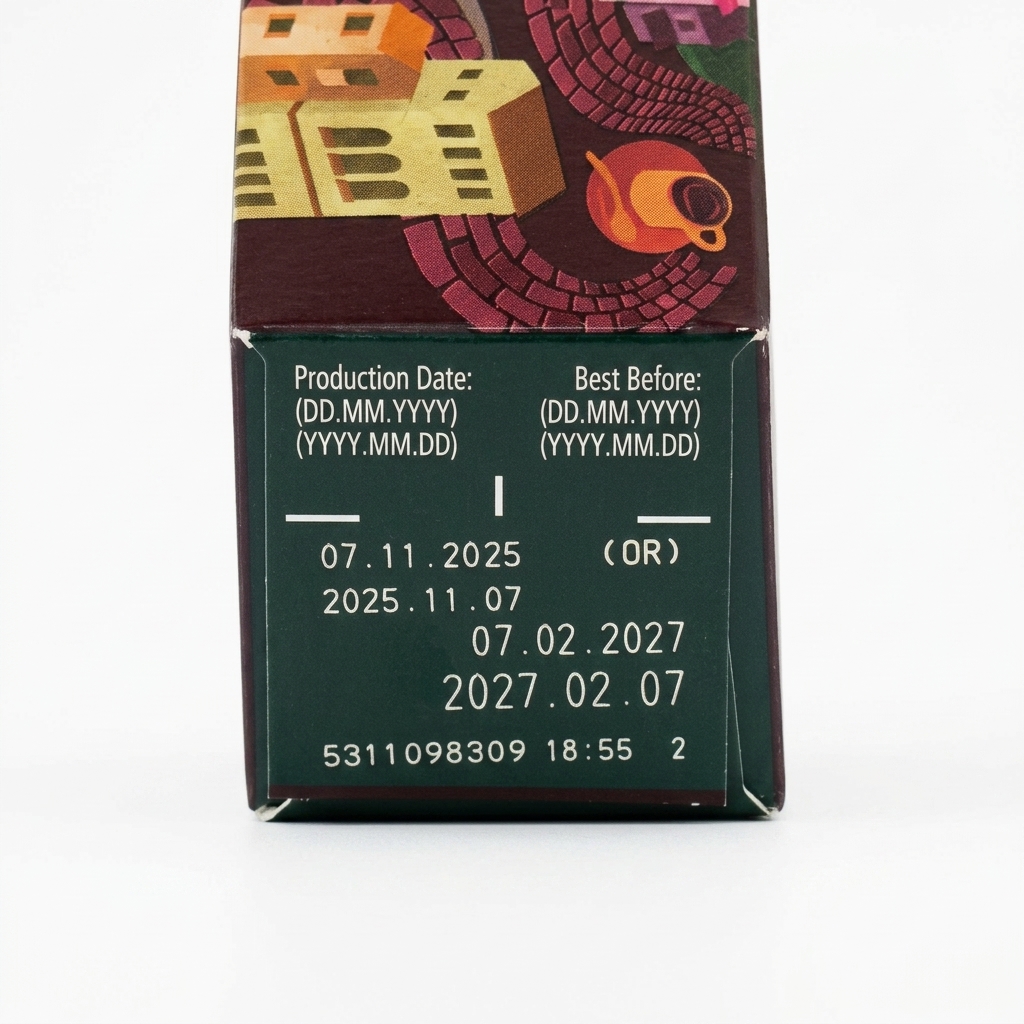 Production Date:
(DD.MM.YYYY)
(YYYY.MM.DD)
Best Before:
(DD.MM.YYYY)
(YYYY.MM.DD)
07.11.2025 (OR)
2025.11.07
07.02.2027
2027.02.07
5311098309 18:55 2